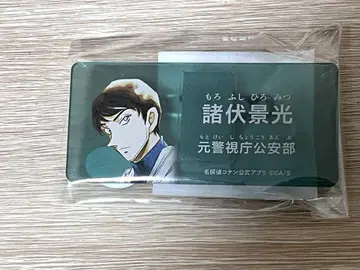 もろ ふし ひろ みつ
諸伏景光
もと けい し ちょうこう あん ぶ
元警視庁公安部
名探偵コナン公式アプリ ©GA/S